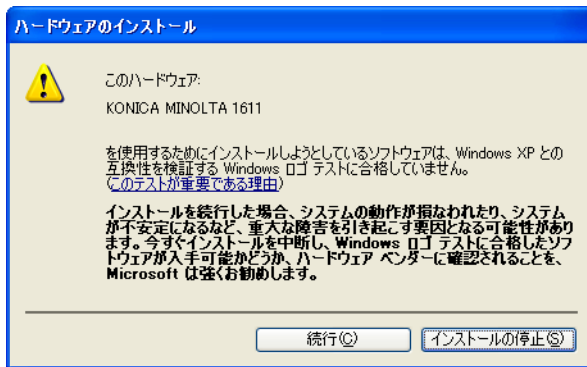 ハードウェアのインストール
このハードウェア:
KONICA MINOLTA 1611
を使用するためにインストールしようとしているソフトウェアは、Windows XP との
互換性を検証する Windows ロゴ テストに合格していません。
(このテストが重要である理由)
インストールを続行した場合、システムの動作が損なわれたり、システム
が不安定になるなど、重大な障害を引き起こす要因となる可能性があり
ます。今すぐインストールを中断し、Windows ロゴ テストに合格したソフ
トウェアが入手可能かどうか、ハードウェア ベンダーに確認されることを、
Microsoft は強くお勧めします。
続行(C)
インストールの停止(S)